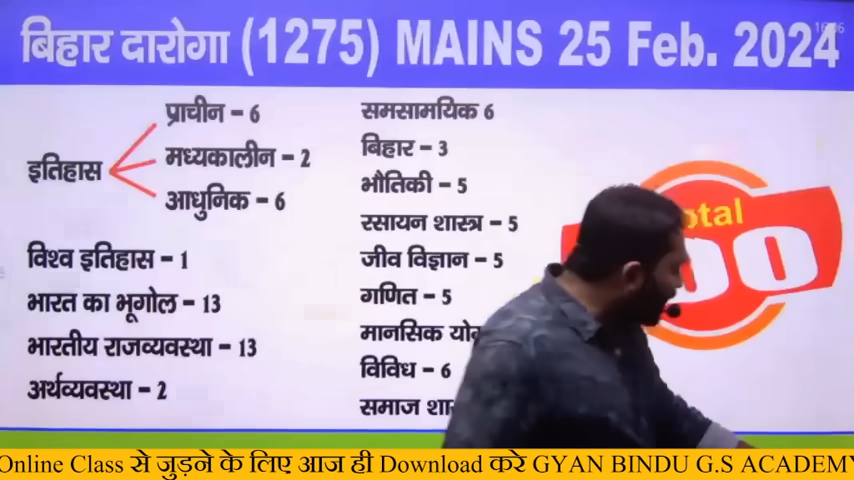 बिहार दारोगा (1275) MAINS 25 Feb. 2024
इतिहास
प्राचीन - 6
मध्यकालीन - 2
आधुनिक - 6
विश्व इतिहास - 1
भारत का भूगोल - 13
भारतीय राजव्यवस्था - 13
अर्थव्यवस्था - 2
समसामयिक 6
बिहार - 3
भौतिकी - 5
रसायन शास्त्र - 5
जीव विज्ञान - 5
गणित - 5
मानसिक
विविध - 6
समाज
Online Class से जुड़ने के लिए आज ही Download करे GYAN BINDU G.S ACADEMY